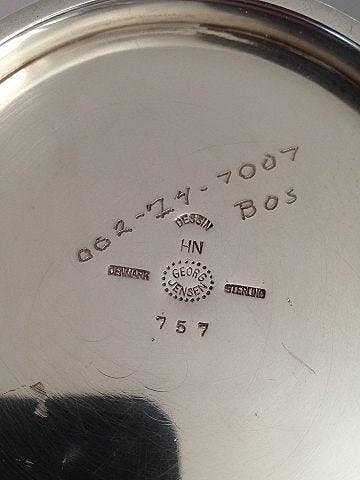 062-24-7007
BOS
DESSIN
HN
DENMARK GEORG JENSEN STERLING
757